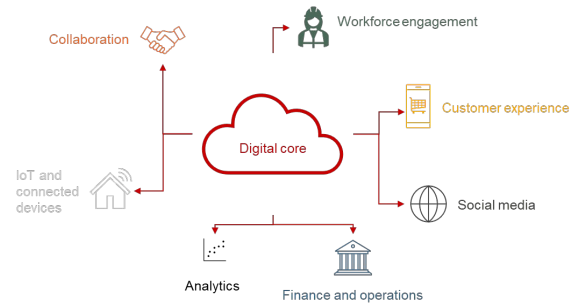 Workforce engagement
Collaboration
Customer experience
Digital core
IoT and
connected
devices
Social media
Analytics
Finance and operations